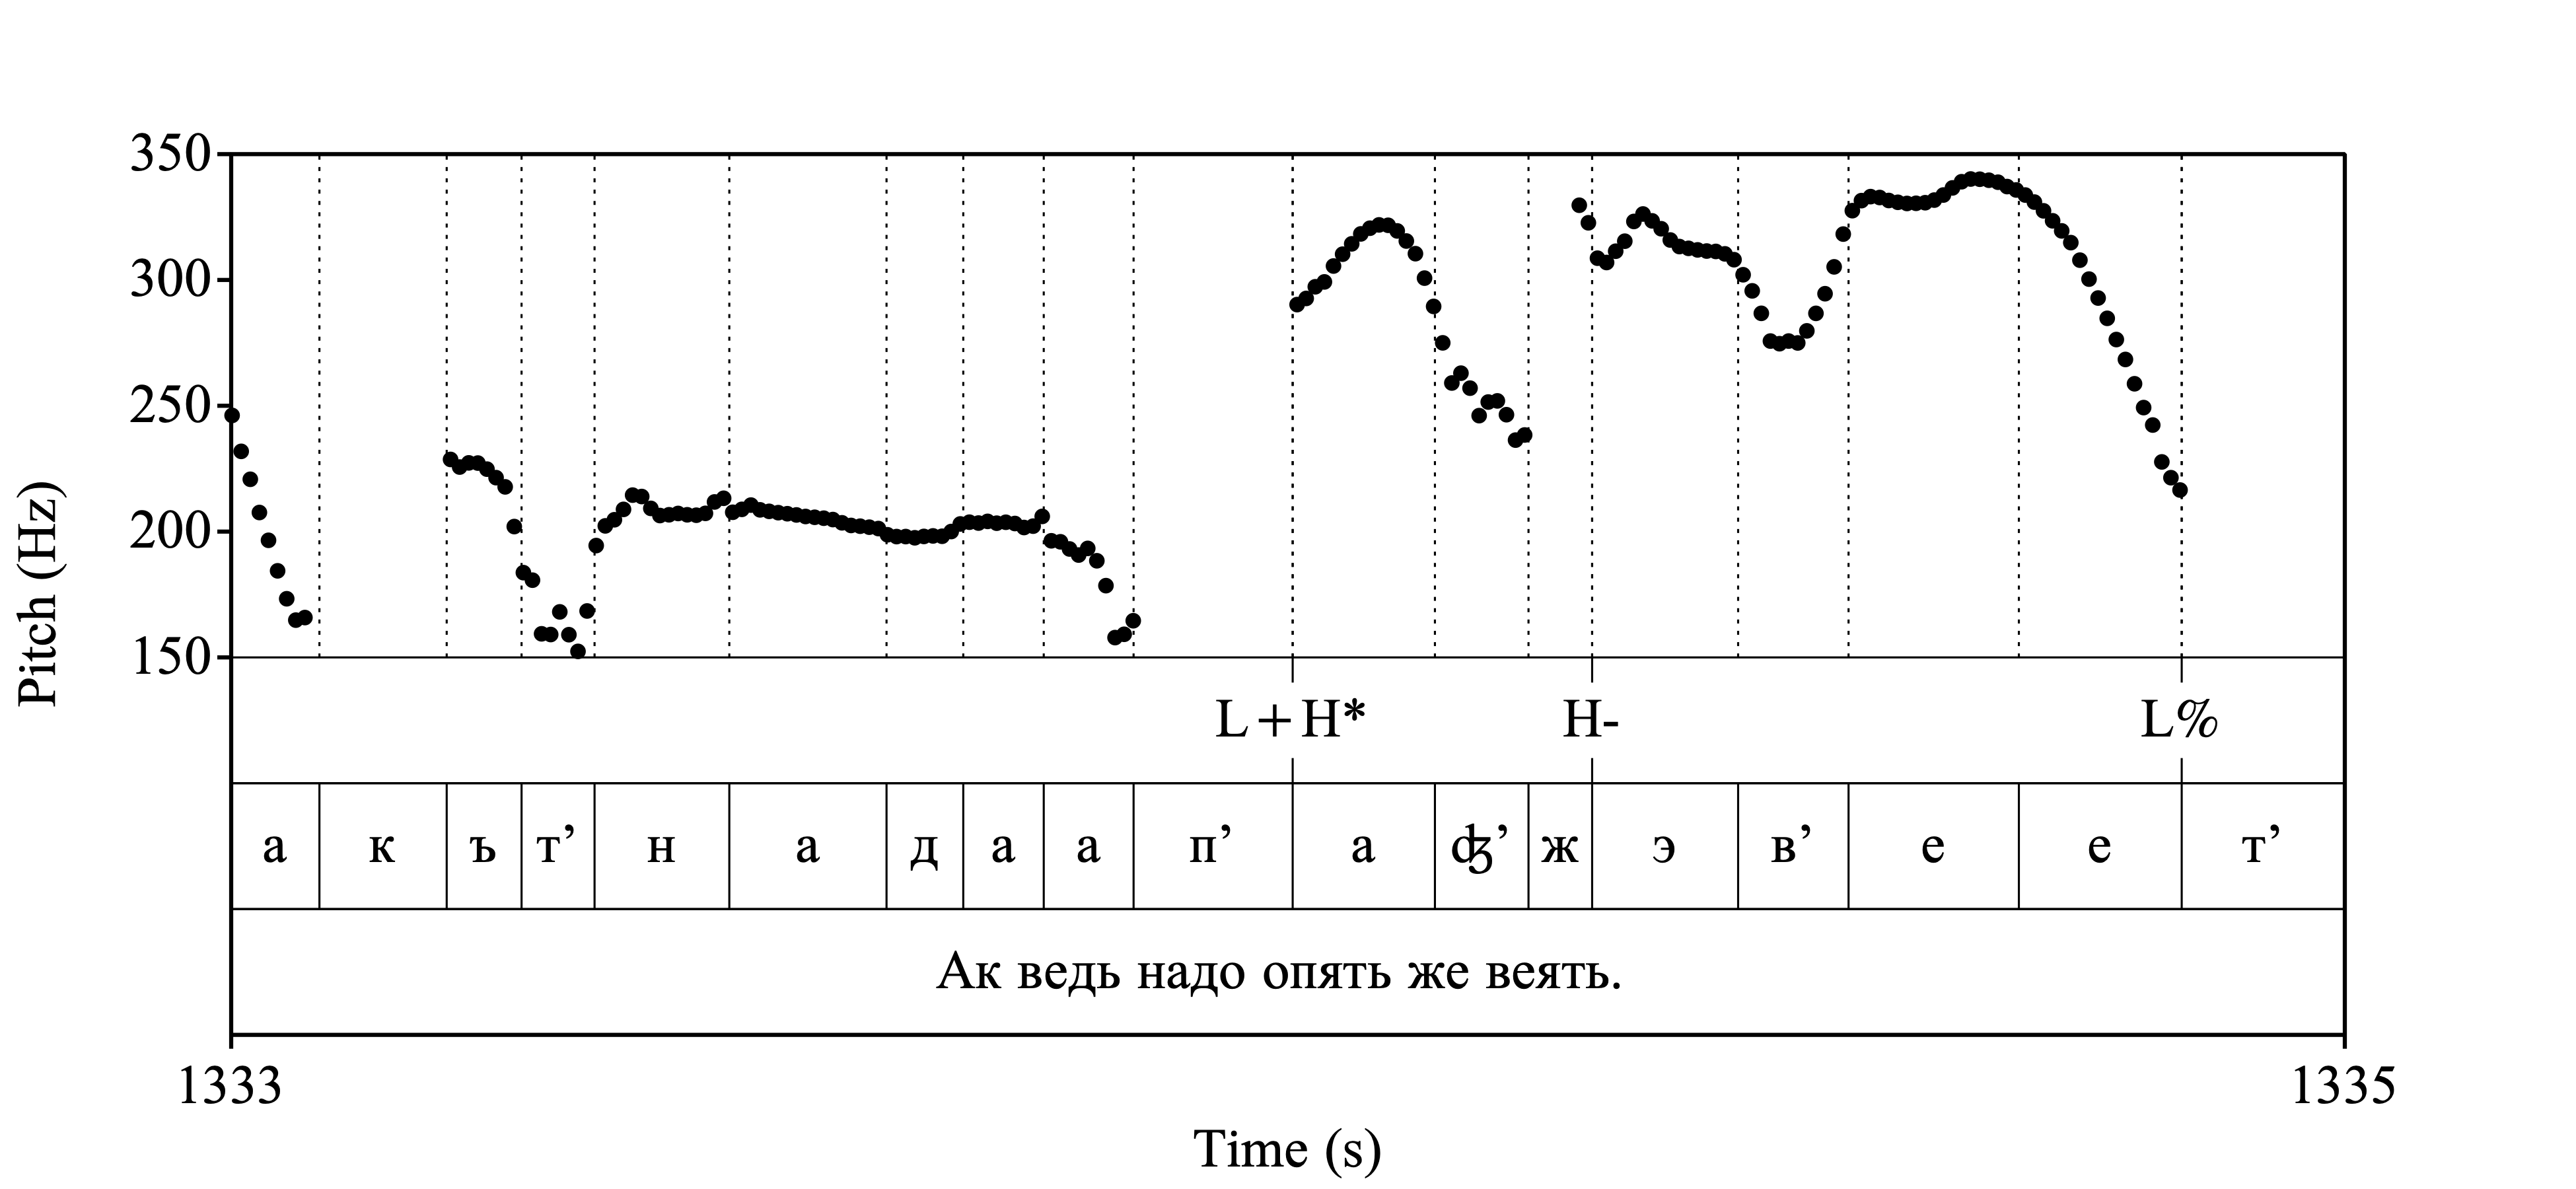 350
300
250
200
150
Pitch (Hz)
L+H* H- L%
а к ъ т’ н а д а а п’ а ʤ’ ж э в’ е е т’
Ак ведь надо опять же веять.
1333 1335
Time (s)